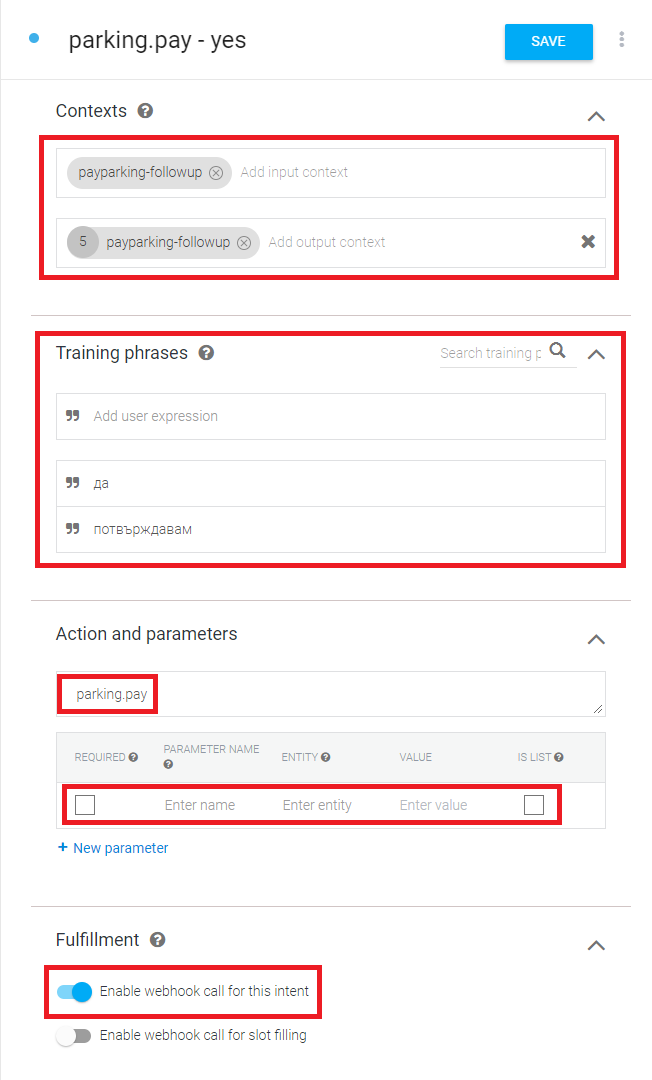 parking.pay - yes
SAVE
Contexts
payparking-followup Add input context
5 payparking-followup Add output context
Training phrases
Search training p
Add user expression
да
потвърждавам
Action and parameters
parking.pay
REQUIRED PARAMETER NAME ENTITY VALUE IS LIST
Enter name Enter entity Enter value
+ New parameter
Fulfillment
Enable webhook call for this intent
Enable webhook call for slot filling